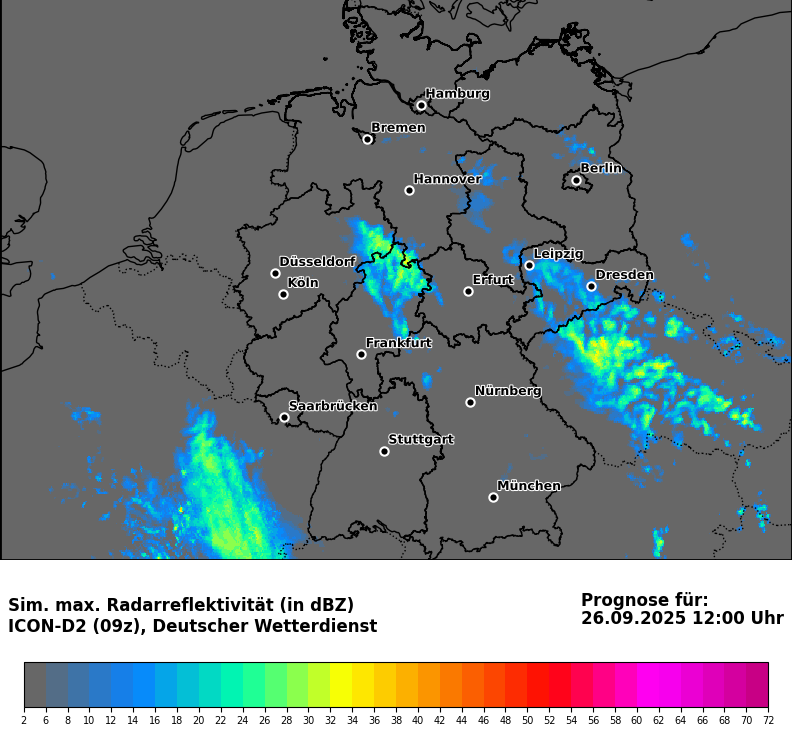 Hamburg
Bremen
Berlin
Hannover
Leipzig
Düsseldorf
Dresden
Köln
Erfurt
Frankfurt
Nürnberg
Saarbrücken
Stuttgart
München
Sim. max. Radarreflektivität (in dBZ)
ICON-D2 (09z), Deutscher Wetterdienst
Prognose für:
26.09.2025 12:00 Uhr
2 6 8 10 12 14 16 18 20 22 24 26 28 30 32 34 36 38 40 42 44 46 48 50 52 54 56 58 60 62 64 66 68 70 72